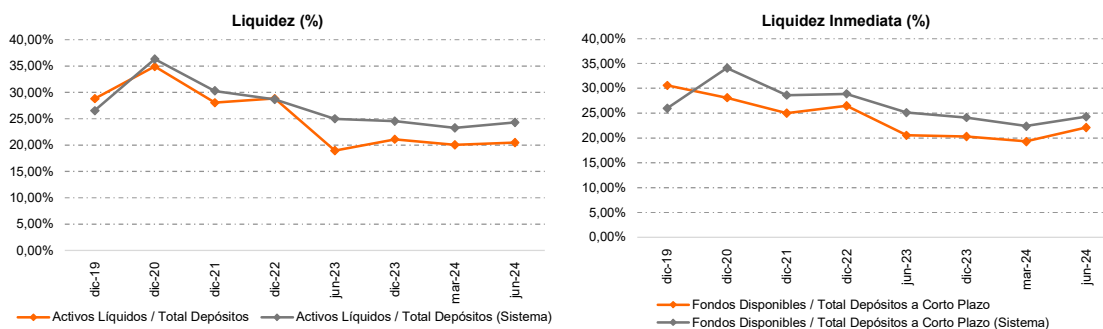 Liquidez (%)
40,00%
35,00%
30,00%
25,00%
20,00%
15,00%
10,00%
5,00%
0,00%
dic-19
dic-20
dic-21
dic-22
jun-23
dic-23
mar-24
jun-24
Activos Líquidos / Total Depósitos
Activos Líquidos / Total Depósitos (Sistema)
Liquidez Inmediata (%)
40,00%
35,00%
30,00%
25,00%
20,00%
15,00%
10,00%
5,00%
0,00%
dic-19
dic-20
dic-21
dic-22
jun-23
dic-23
mar-24
jun-24
Fondos Disponibles / Total Depósitos a Corto Plazo
Fondos Disponibles / Total Depósitos a Corto Plazo (Sistema)